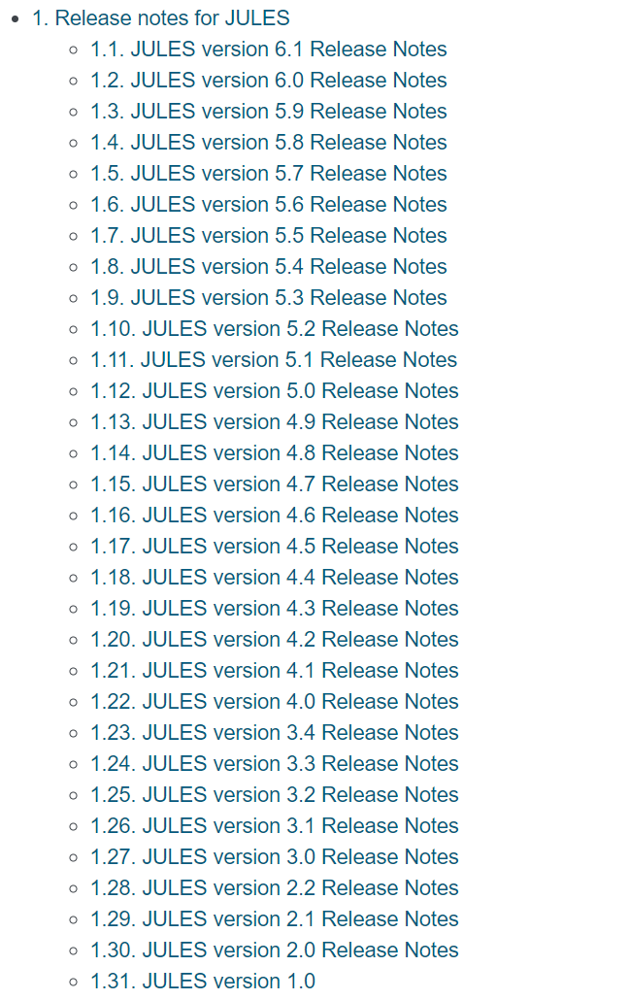 1. Release notes for JULES
1.1. JULES version 6.1 Release Notes
1.2. JULES version 6.0 Release Notes
1.3. JULES version 5.9 Release Notes
1.4. JULES version 5.8 Release Notes
1.5. JULES version 5.7 Release Notes
1.6. JULES version 5.6 Release Notes
1.7. JULES version 5.5 Release Notes
1.8. JULES version 5.4 Release Notes
1.9. JULES version 5.3 Release Notes
1.10. JULES version 5.2 Release Notes
1.11. JULES version 5.1 Release Notes
1.12. JULES version 5.0 Release Notes
1.13. JULES version 4.9 Release Notes
1.14. JULES version 4.8 Release Notes
1.15. JULES version 4.7 Release Notes
1.16. JULES version 4.6 Release Notes
1.17. JULES version 4.5 Release Notes
1.18. JULES version 4.4 Release Notes
1.19. JULES version 4.3 Release Notes
1.20. JULES version 4.2 Release Notes
1.21. JULES version 4.1 Release Notes
1.22. JULES version 4.0 Release Notes
1.23. JULES version 3.4 Release Notes
1.24. JULES version 3.3 Release Notes
1.25. JULES version 3.2 Release Notes
1.26. JULES version 3.1 Release Notes
1.27. JULES version 3.0 Release Notes
1.28. JULES version 2.2 Release Notes
1.29. JULES version 2.1 Release Notes
1.30. JULES version 2.0 Release Notes
1.31. JULES version 1.0